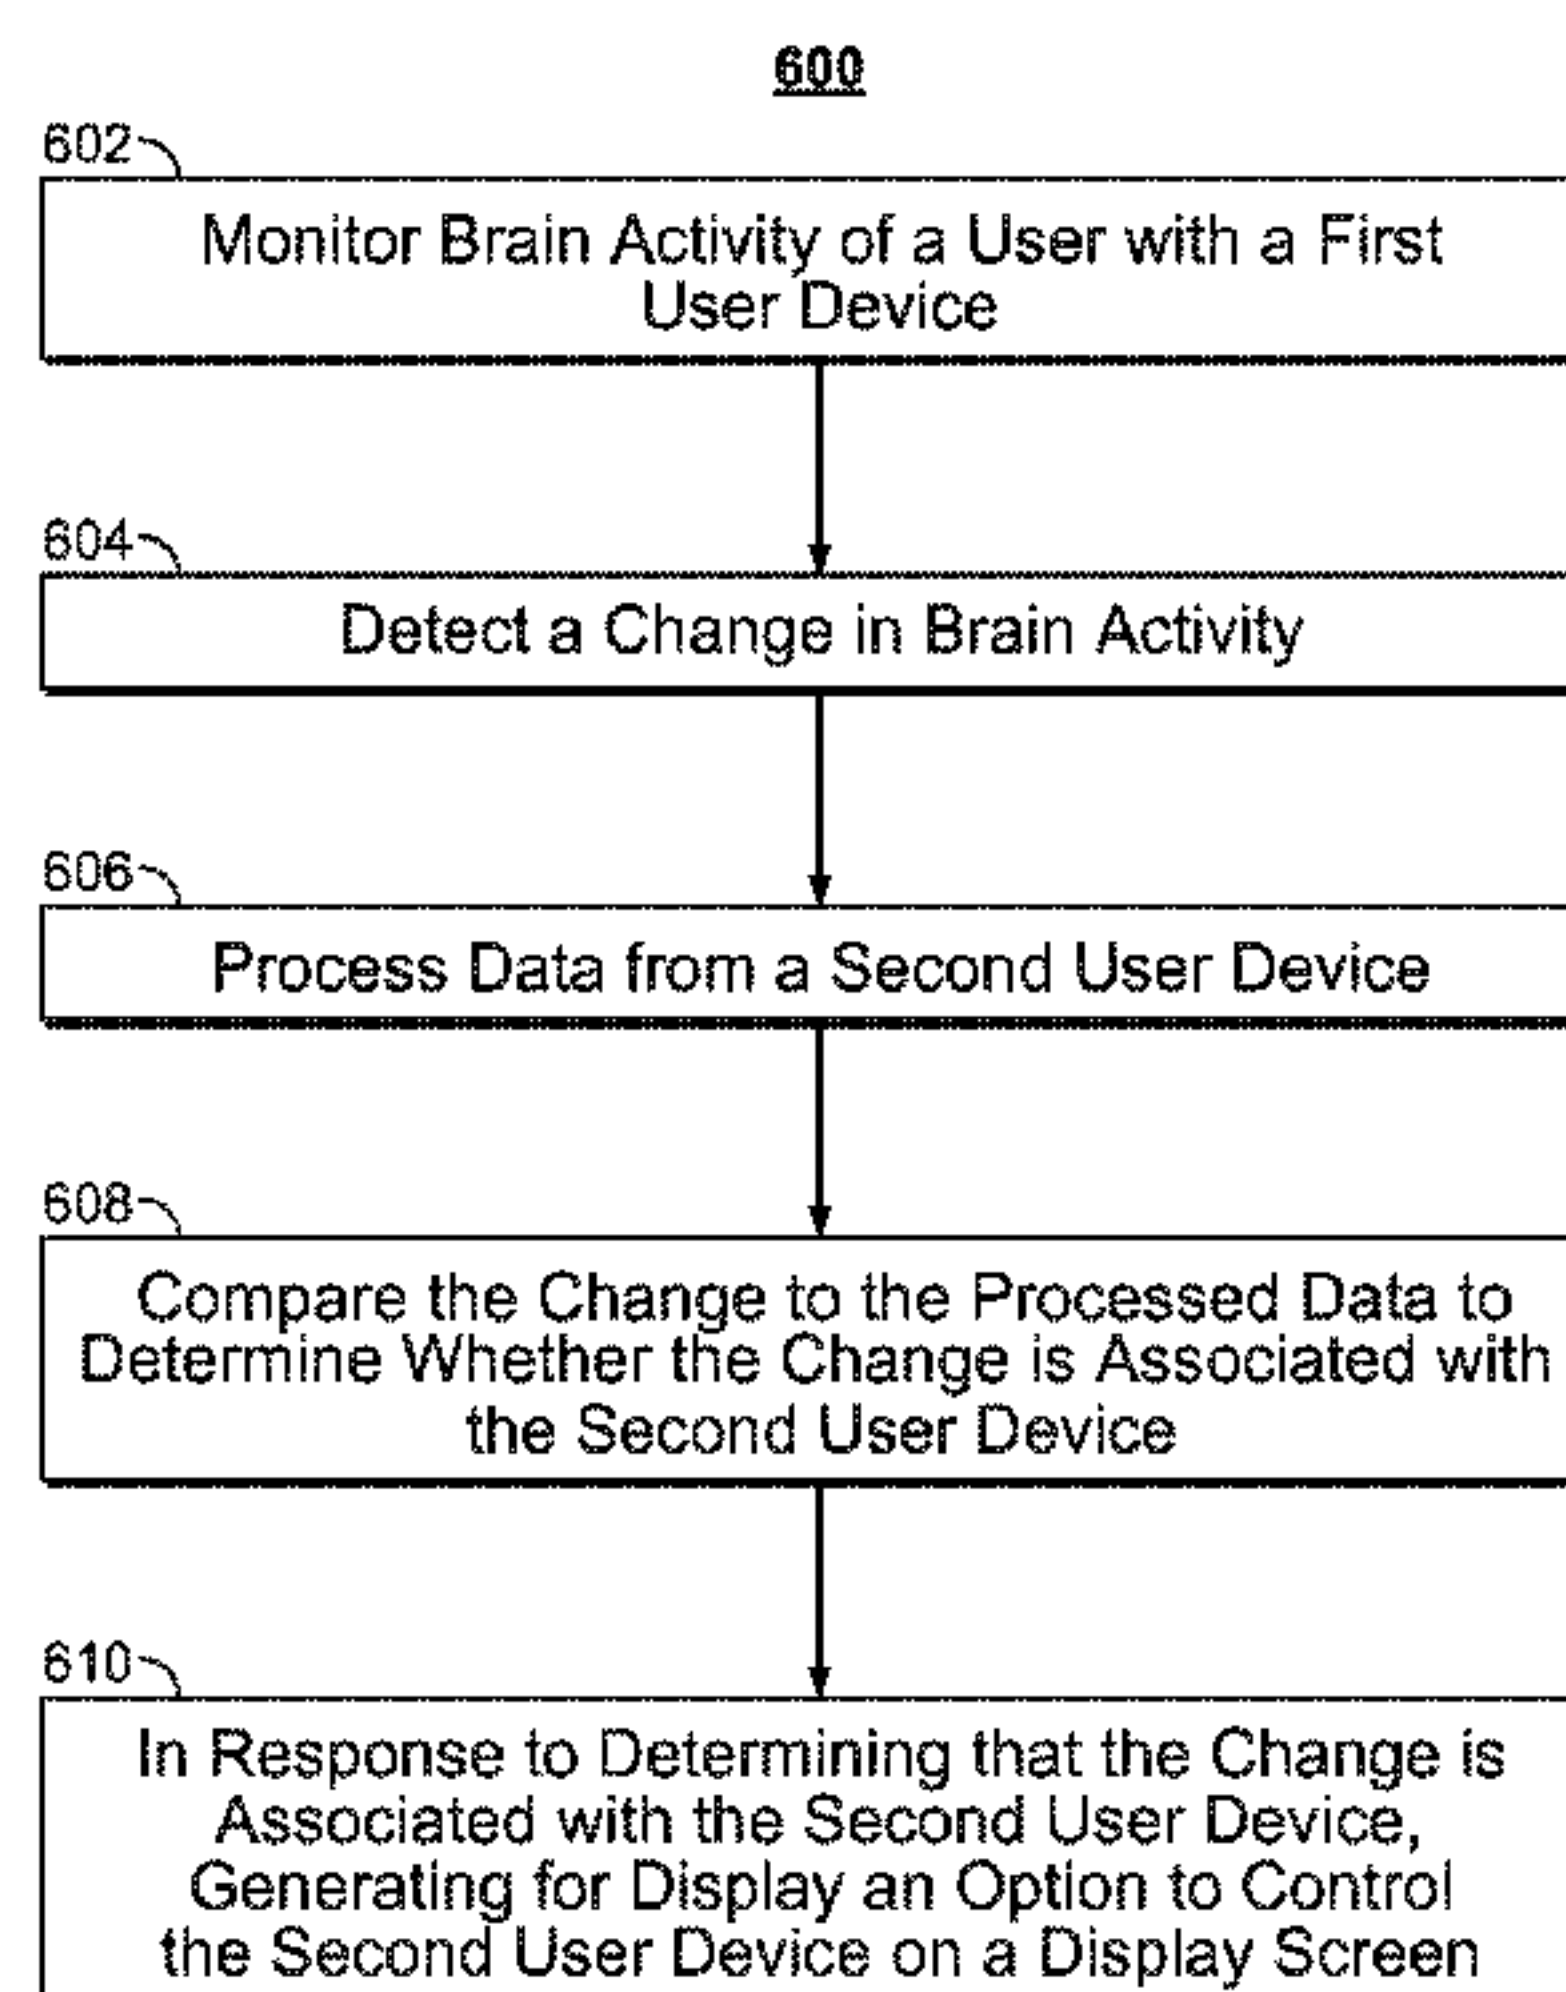 600
602
Monitor Brain Activity of a User with a First
User Device
604
Detect a Change in Brain Activity
606
Process Data from a Second User Device
608
Compare the Change to the Processed Data to
Determine Whether the Change is Associated with
the Second User Device
610
In Response to Determining that the Change is
Associated with the Second User Device,
Generating for Display an Option to Control
the Second User Device on a Display Screen